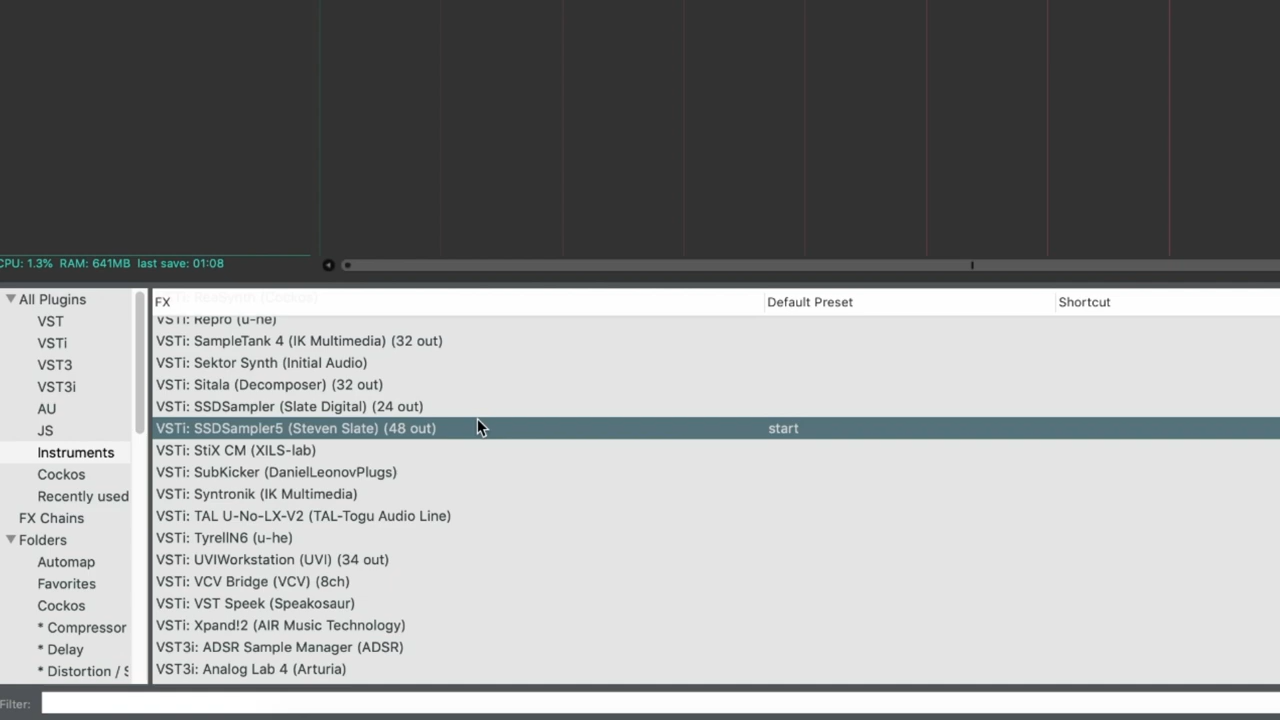 CPU: 1.3% RAM: 641MB last save: 01:08
All Plugins
VST
VSTi
VST3
VST3i
AU
JS
Instruments
Cockos
Recently used
FX Chains
Folders
Automap
Favorites
Cockos
* Compressor
* Delay
* Distortion / S
FX Default Preset Shortcut
VSTi: ReaSynth (Cockos)
VSTi: Repro (u-he)
VSTi: SampleTank 4 (IK Multimedia) (32 out)
VSTi: Sektor Synth (Initial Audio)
VSTi: Sitala (Decomposer) (32 out)
VSTi: SSDSampler (Slate Digital) (24 out)
VSTi: SSDSampler5 (Steven Slate) (48 out) start
VSTi: StiX CM (XILS-lab)
VSTi: SubKicker (DanielLeonovPlugs)
VSTi: Syntronik (IK Multimedia)
VSTi: TAL U-No-LX-V2 (TAL-Togu Audio Line)
VSTi: TyrellN6 (u-he)
VSTi: UVIWorkstation (UVI) (34 out)
VSTi: VCV Bridge (VCV) (8ch)
VSTi: VST Speek (Speakosaur)
VSTi: Xpand!2 (AIR Music Technology)
VST3i: ADSR Sample Manager (ADSR)
VST3i: Analog Lab 4 (Arturia)
Filter: